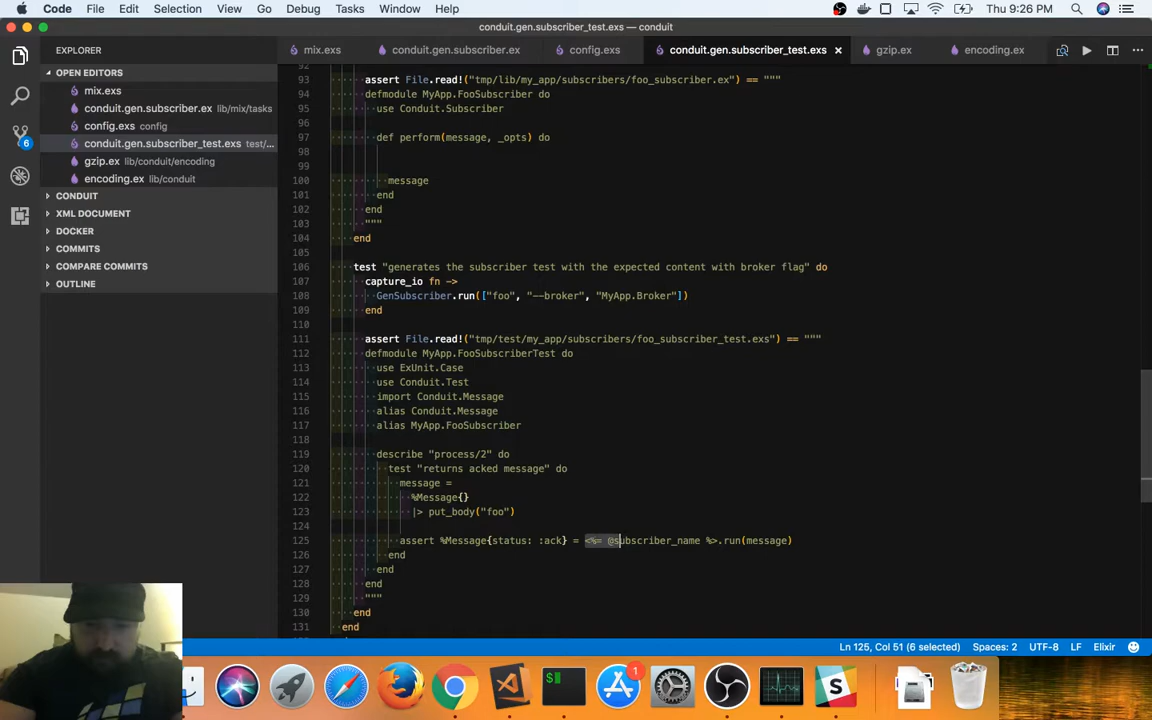 Code File Edit Selection View Go Debug Tasks Window Help Thu 9:26 PM
conduit.gen.subscriber_test.exs — conduit
EXPLORER
mix.exs conduit.gen.subscriber.ex config.exs conduit.gen.subscriber_test.exs × gzip.ex encoding.ex
OPEN EDITORS
mix.exs
conduit.gen.subscriber.ex lib/mix/tasks
config.exs config
conduit.gen.subscriber_test.exs test/...
gzip.ex lib/conduit/encoding
encoding.ex lib/conduit
CONDUIT
XML DOCUMENT
DOCKER
COMMITS
COMPARE COMMITS
OUTLINE
6
92
93 assert File.read!("tmp/lib/my_app/subscribers/foo_subscriber.ex") == """
94 defmodule MyApp.FooSubscriber do
95 use Conduit.Subscriber
96
97 def perform(message, _opts) do
98
99
100 message
101 end
102 end
103 """
104 end
105
106 test "generates the subscriber test with the expected content with broker flag" do
107 capture_io fn ->
108 GenSubscriber.run(["foo", "--broker", "MyApp.Broker"])
109 end
110
111 assert File.read!("tmp/test/my_app/subscribers/foo_subscriber_test.exs") == """
112 defmodule MyApp.FooSubscriberTest do
113 use ExUnit.Case
114 use Conduit.Test
115 import Conduit.Message
116 alias Conduit.Message
117 alias MyApp.FooSubscriber
118
119 describe "process/2" do
120 test "returns acked message" do
121 message =
122 %Message{}
123 |> put_body("foo")
124
125 assert %Message{status: :ack} = <%= @subscriber_name %>.run(message)
126 end
127 end
128 end
129 """
130 end
131 end
Ln 125, Col 51 (6 selected) Spaces: 2 UTF-8 LF Elixir
1